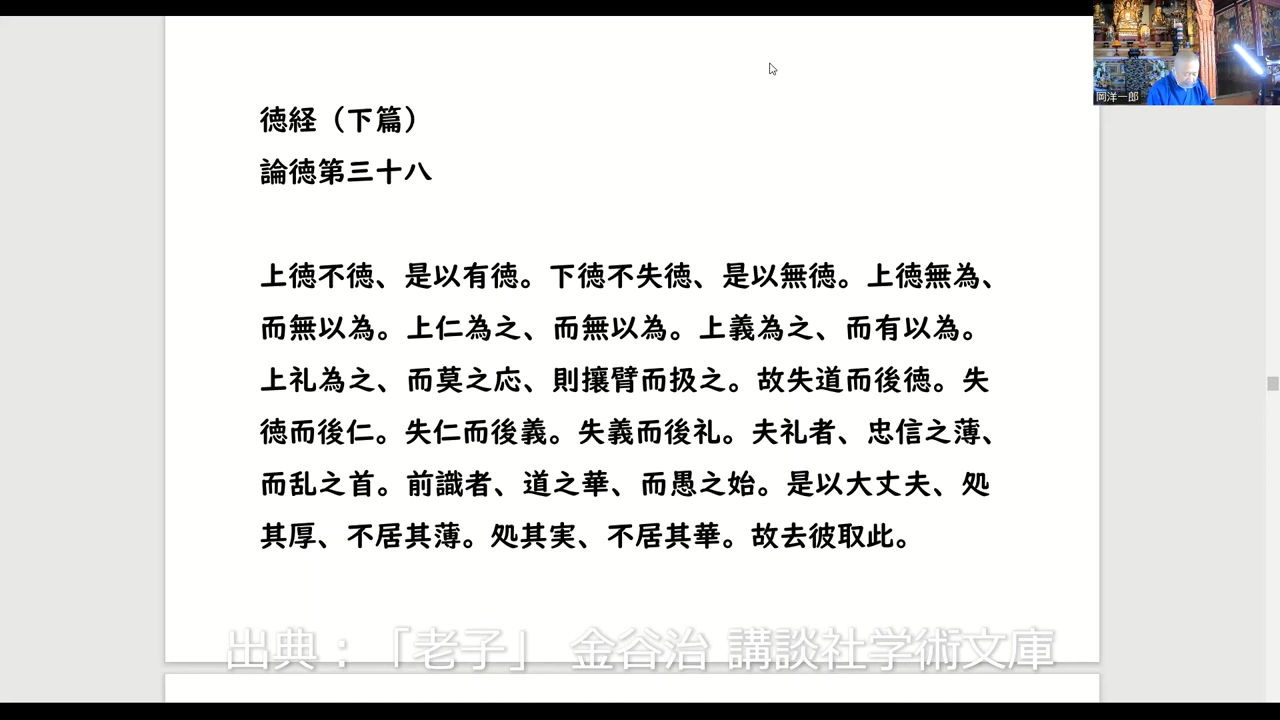 徳経（下篇）
論徳第三十八
上徳不徳、是以有徳。下徳不失徳、是以無徳。上徳無為、
而無以為。上仁為之、而無以為。上義為之、而有以為。
上礼為之、而莫之応、則攘臂而扱之。故失道而後徳。失
徳而後仁。失仁而後義。失義而後礼。夫礼者、忠信之薄、
而乱之首。前識者、道之華、而愚之始。是以大丈夫、処
其厚、不居其薄。処其実、不居其華。故去彼取此。
出典：「老子」 金谷治 講談社学術文庫
岡洋一郎